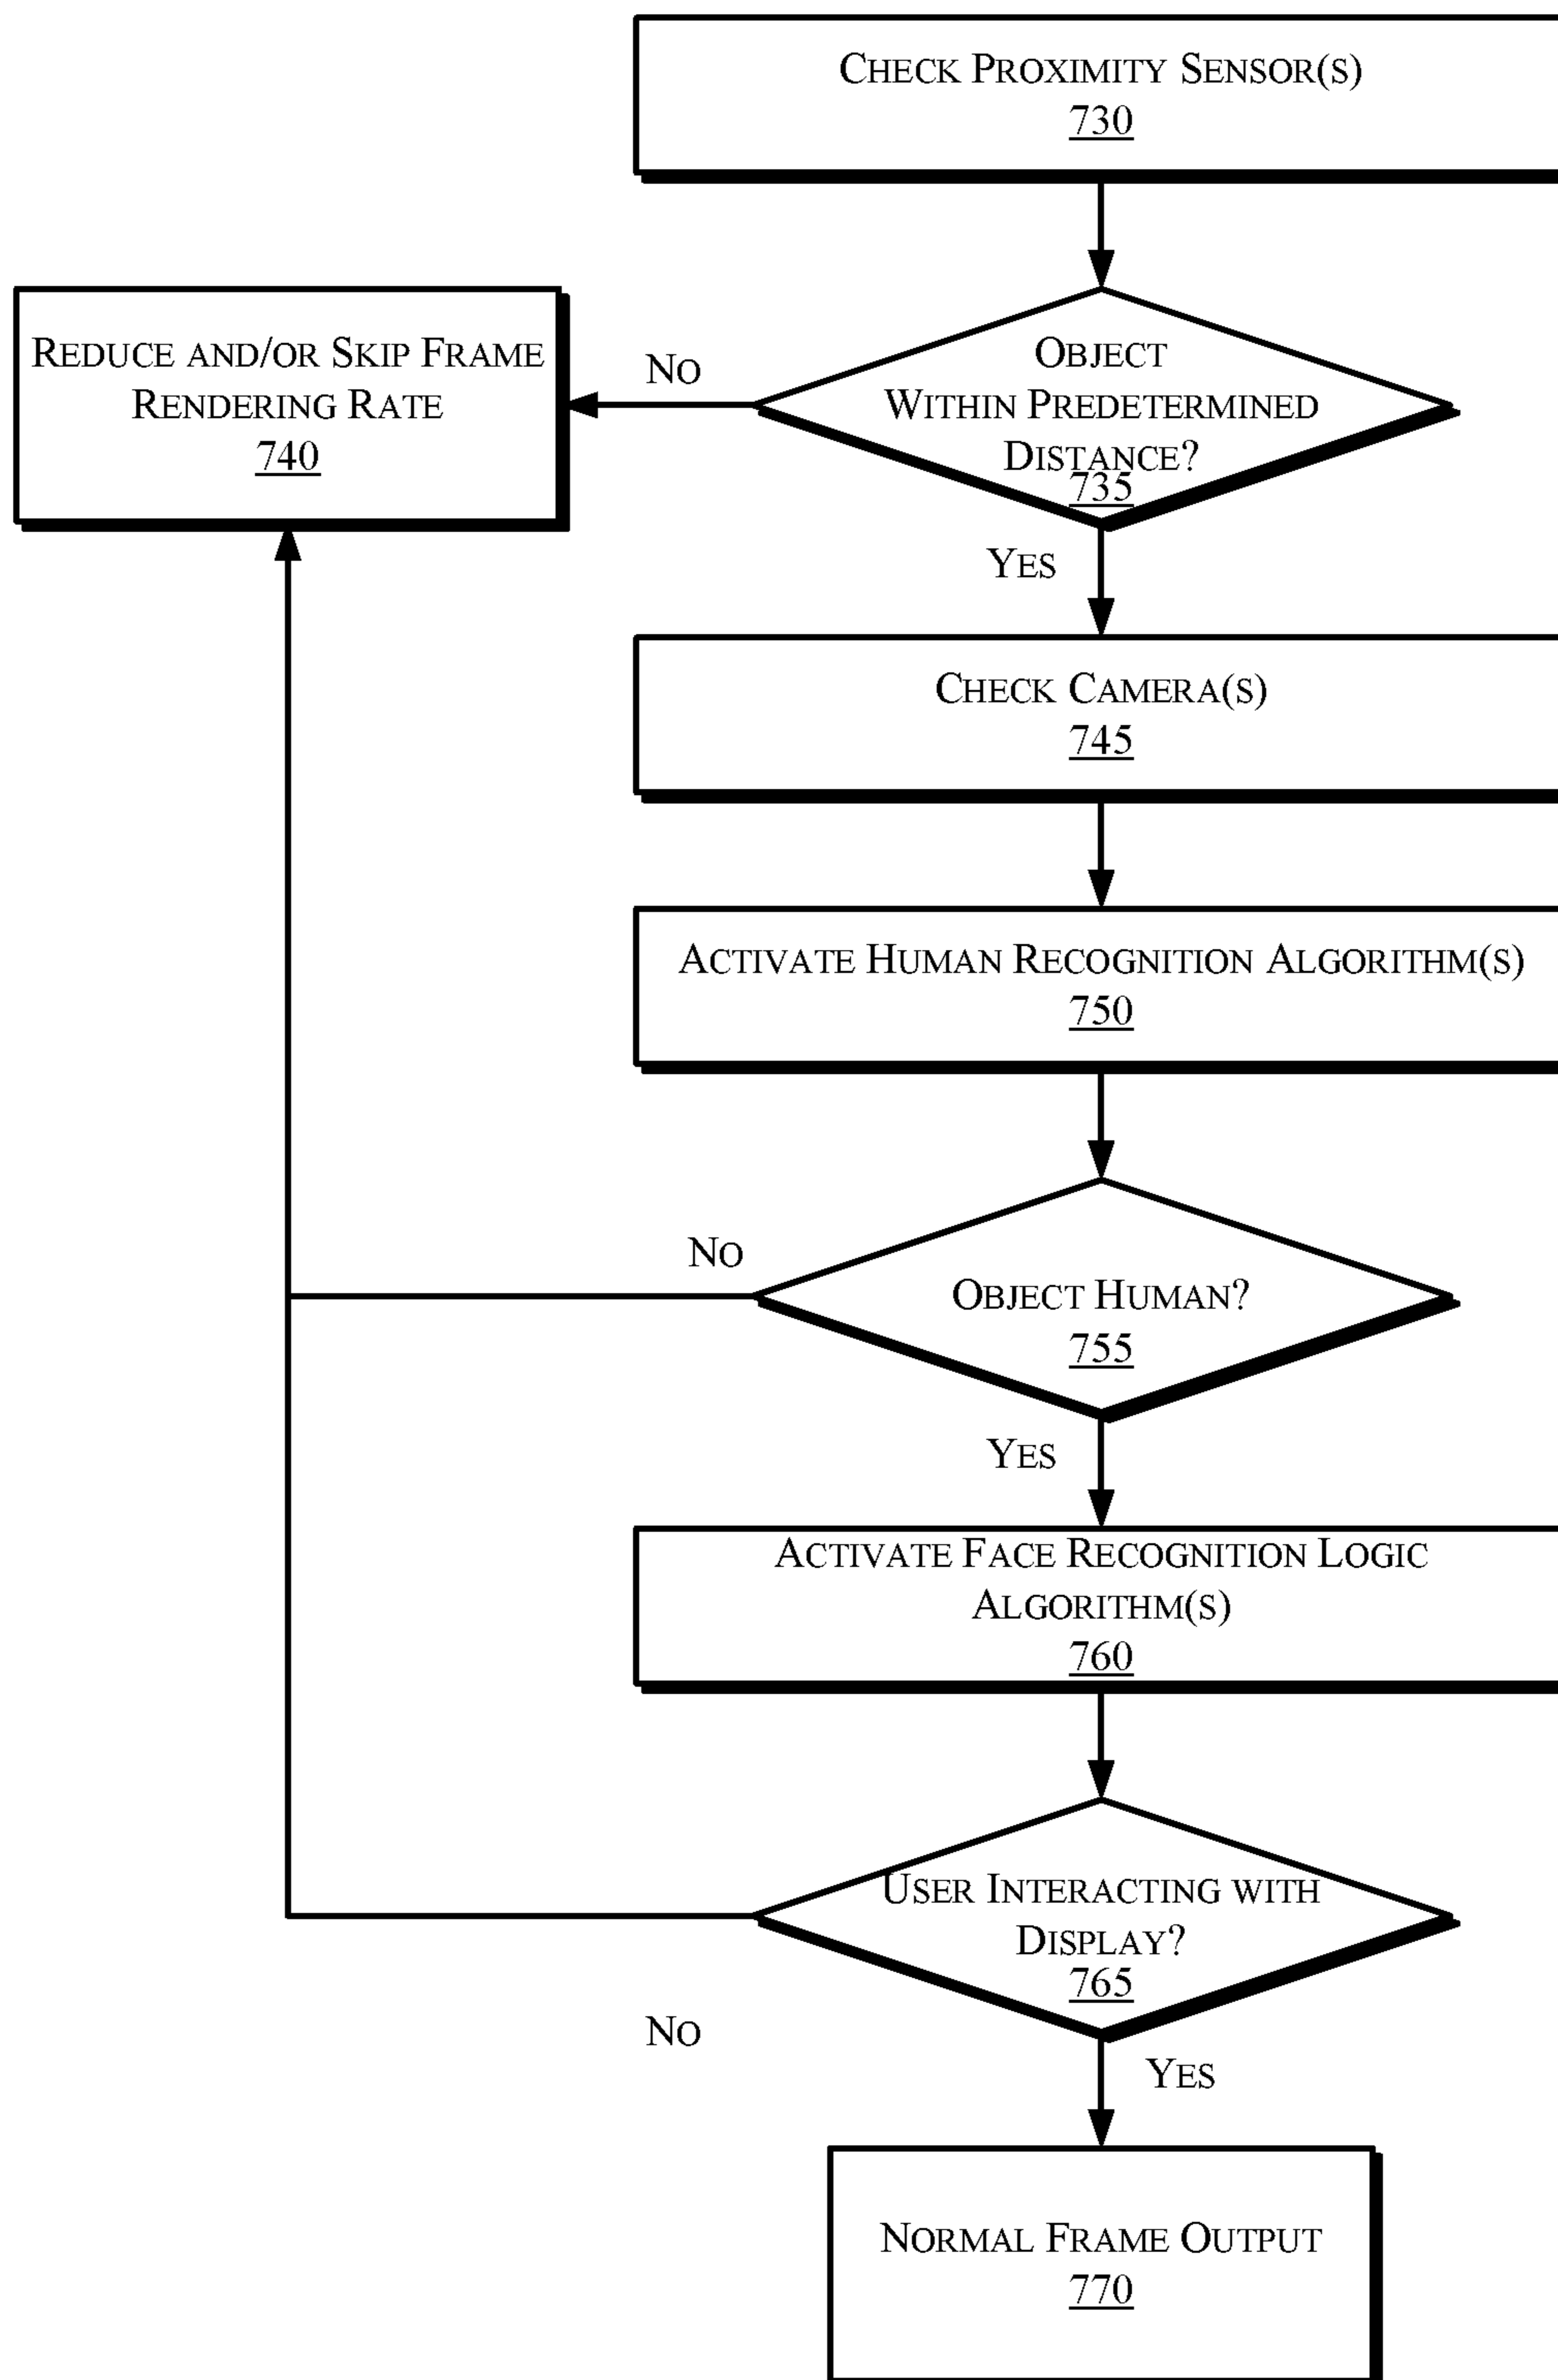 Check Proximity Sensor(s)
730
Reduce and/or Skip Frame
Rendering Rate
740
No
Object
Within Predetermined
Distance?
735
Yes
Check Camera(s)
745
Activate Human Recognition Algorithm(s)
750
No
Object Human?
755
Yes
Activate Face Recognition Logic
Algorithm(s)
760
User Interacting with
Display?
765
No
Yes
Normal Frame Output
770